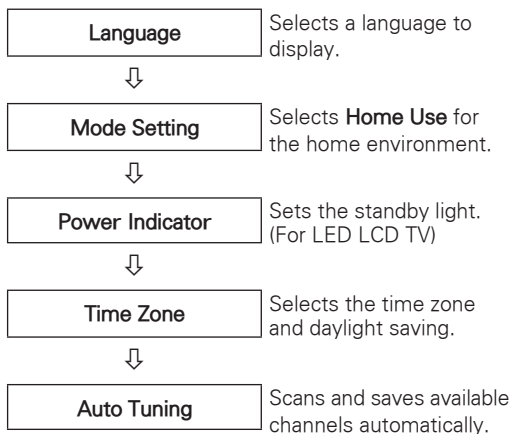 Language
Selects a language to
display.
Mode Setting
Selects Home Use for
the home environment.
Power Indicator
Sets the standby light.
(For LED LCD TV)
Time Zone
Selects the time zone
and daylight saving.
Auto Tuning
Scans and saves available
channels automatically.